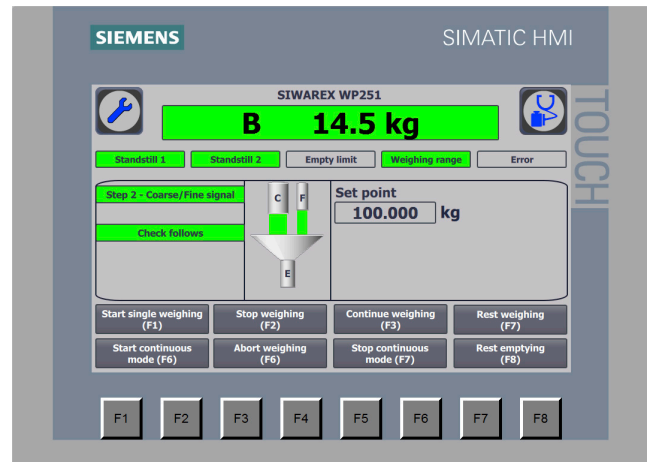 SIEMENS
SIMATIC HMI
TOUCH
SIWAREX WP251
B 14.5 kg
Standstill 1
Standstill 2
Empty limit
Weighing range
Error
Step 2 - Coarse/Fine signal
Check follows
C
F
E
Set point
100.000 kg
Start single weighing
(F1)
Stop weighing
(F2)
Continue weighing
(F3)
Rest weighing
(F7)
Start continuous
mode (F6)
Abort weighing
(F6)
Stop continuous
mode (F7)
Rest emptying
(F8)
F1
F2
F3
F4
F5
F6
F7
F8